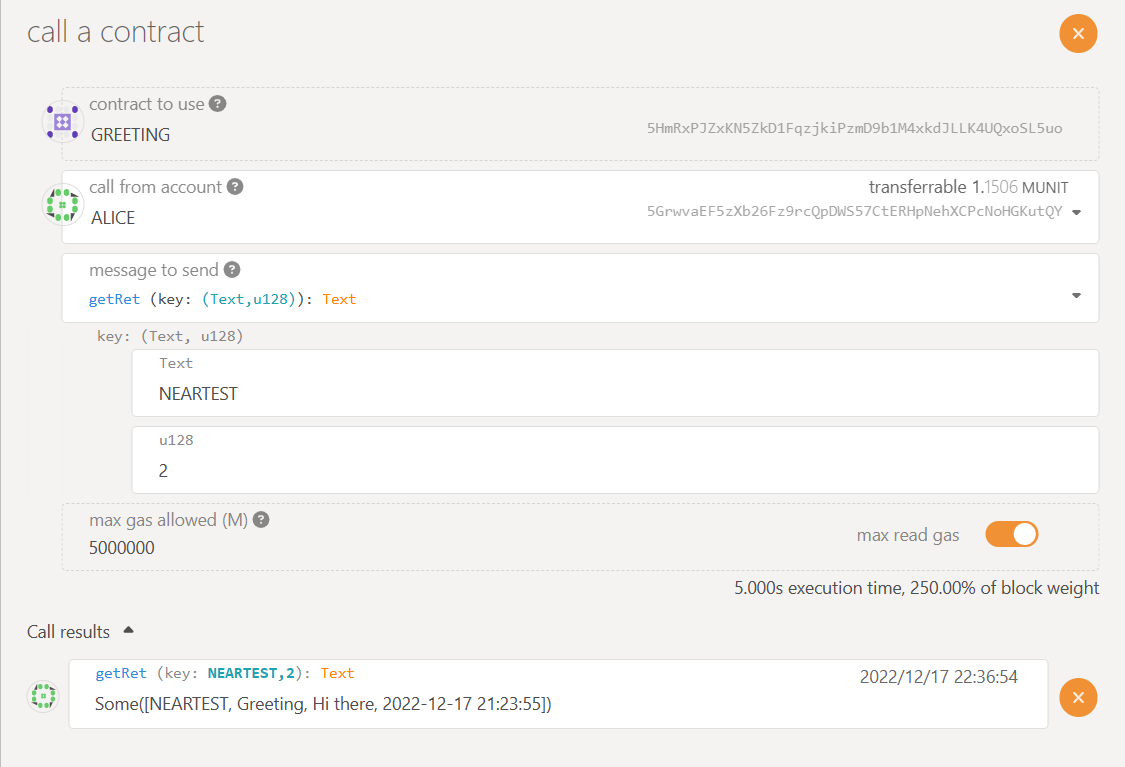 call a contract
contract to use
GREETING
5HmRxPJZxKN5ZkD1FqzjkiPzmD9b1M4xkdJLLK4UQxoSL5uo
call from account
transferrable 1.1506 MUNIT
ALICE
5GrwvaEF5zXb26Fz9rcQpDWS57CtERHpNehXCPcNoHGKutQY
message to send
getRet (key: (Text,u128)): Text
key: (Text, u128)
Text
NEARTEST
u128
2
max gas allowed (M)
5000000
max read gas
5.000s execution time, 250.00% of block weight
Call results
getRet (key: NEARTEST,2): Text
2022/12/17 22:36:54
Some([NEARTEST, Greeting, Hi there, 2022-12-17 21:23:55])